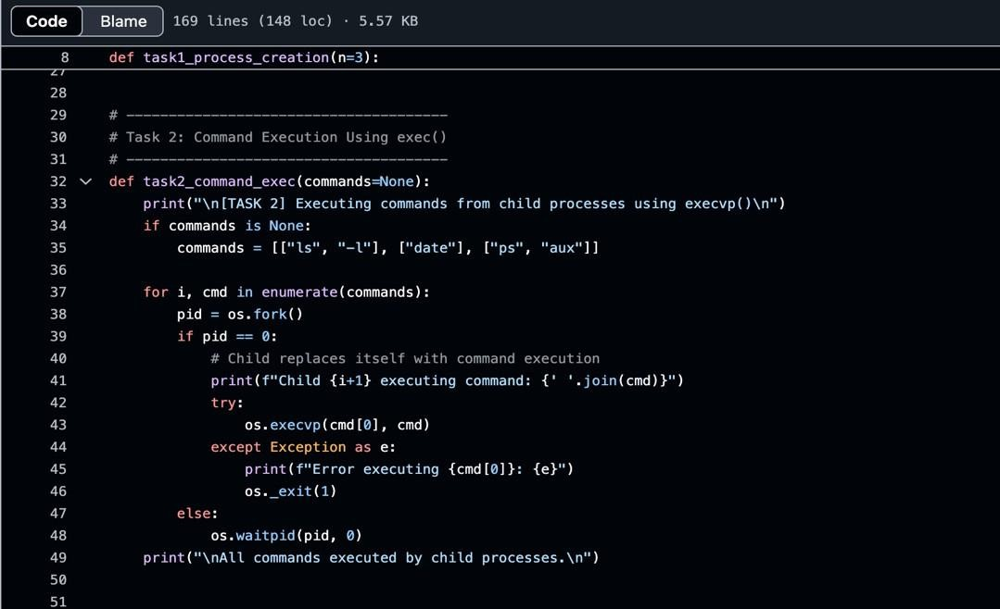 Code Blame 169 lines (148 loc) · 5.57 KB
8 def task1_process_creation(n=3):
27
28
29 # --------------------------------------
30 # Task 2: Command Execution Using exec()
31 # --------------------------------------
32 def task2_command_exec(commands=None):
33     print("\n[TASK 2] Executing commands from child processes using execvp()\n")
34     if commands is None:
35         commands = [["ls", "-l"], ["date"], ["ps", "aux"]]
36
37     for i, cmd in enumerate(commands):
38         pid = os.fork()
39         if pid == 0:
40             # Child replaces itself with command execution
41             print(f"Child {i+1} executing command: {' '.join(cmd)}")
42             try:
43                 os.execvp(cmd[0], cmd)
44             except Exception as e:
45                 print(f"Error executing {cmd[0]}: {e}")
46                 os._exit(1)
47         else:
48             os.waitpid(pid, 0)
49     print("\nAll commands executed by child processes.\n")
50
51